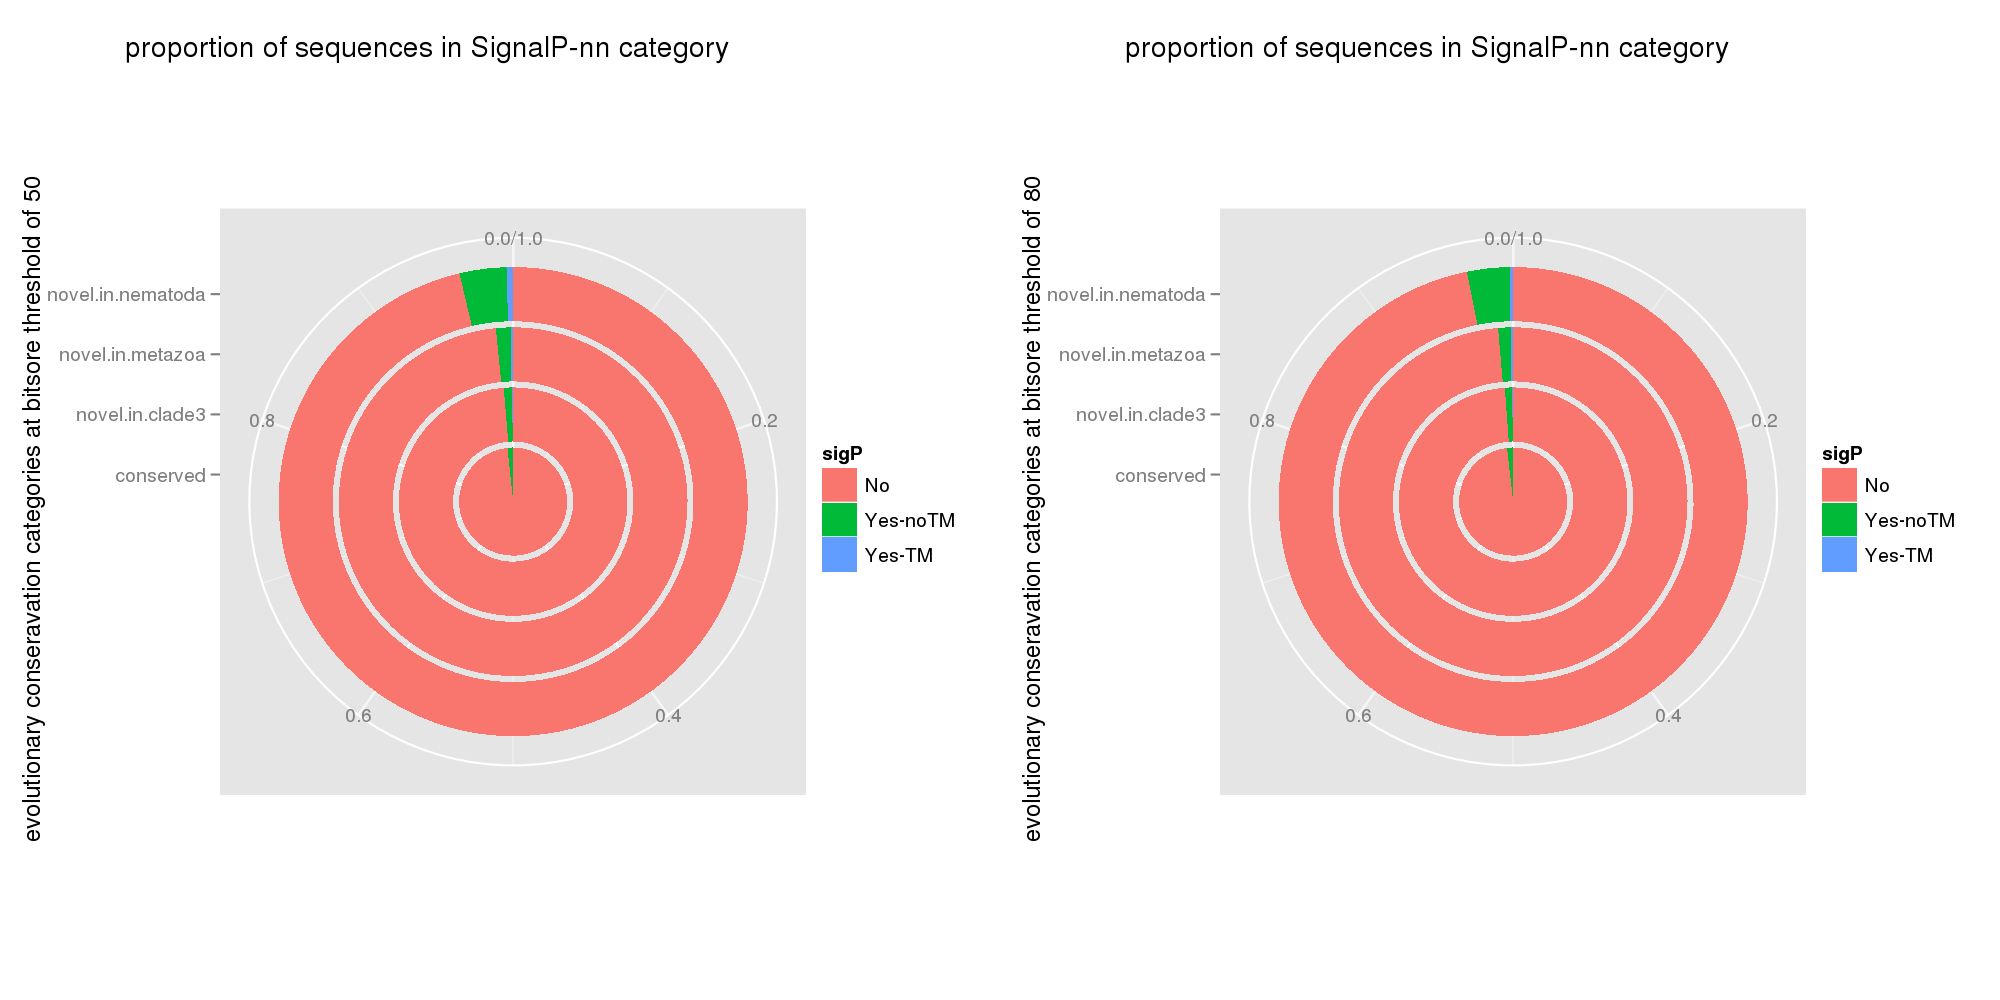 proportion of sequences in SignalP-nn category
evolutionary conseravation categories at bitsore threshold of 50
novel.in.nematoda
novel.in.metazoa
novel.in.clade3
conserved
0.0/1.0
0.2
0.4
0.6
0.8
sigP
No
Yes-noTM
Yes-TM
proportion of sequences in SignalP-nn category
evolutionary conseravation categories at bitsore threshold of 80
novel.in.nematoda
novel.in.metazoa
novel.in.clade3
conserved
0.0/1.0
0.2
0.4
0.6
0.8
sigP
No
Yes-noTM
Yes-TM